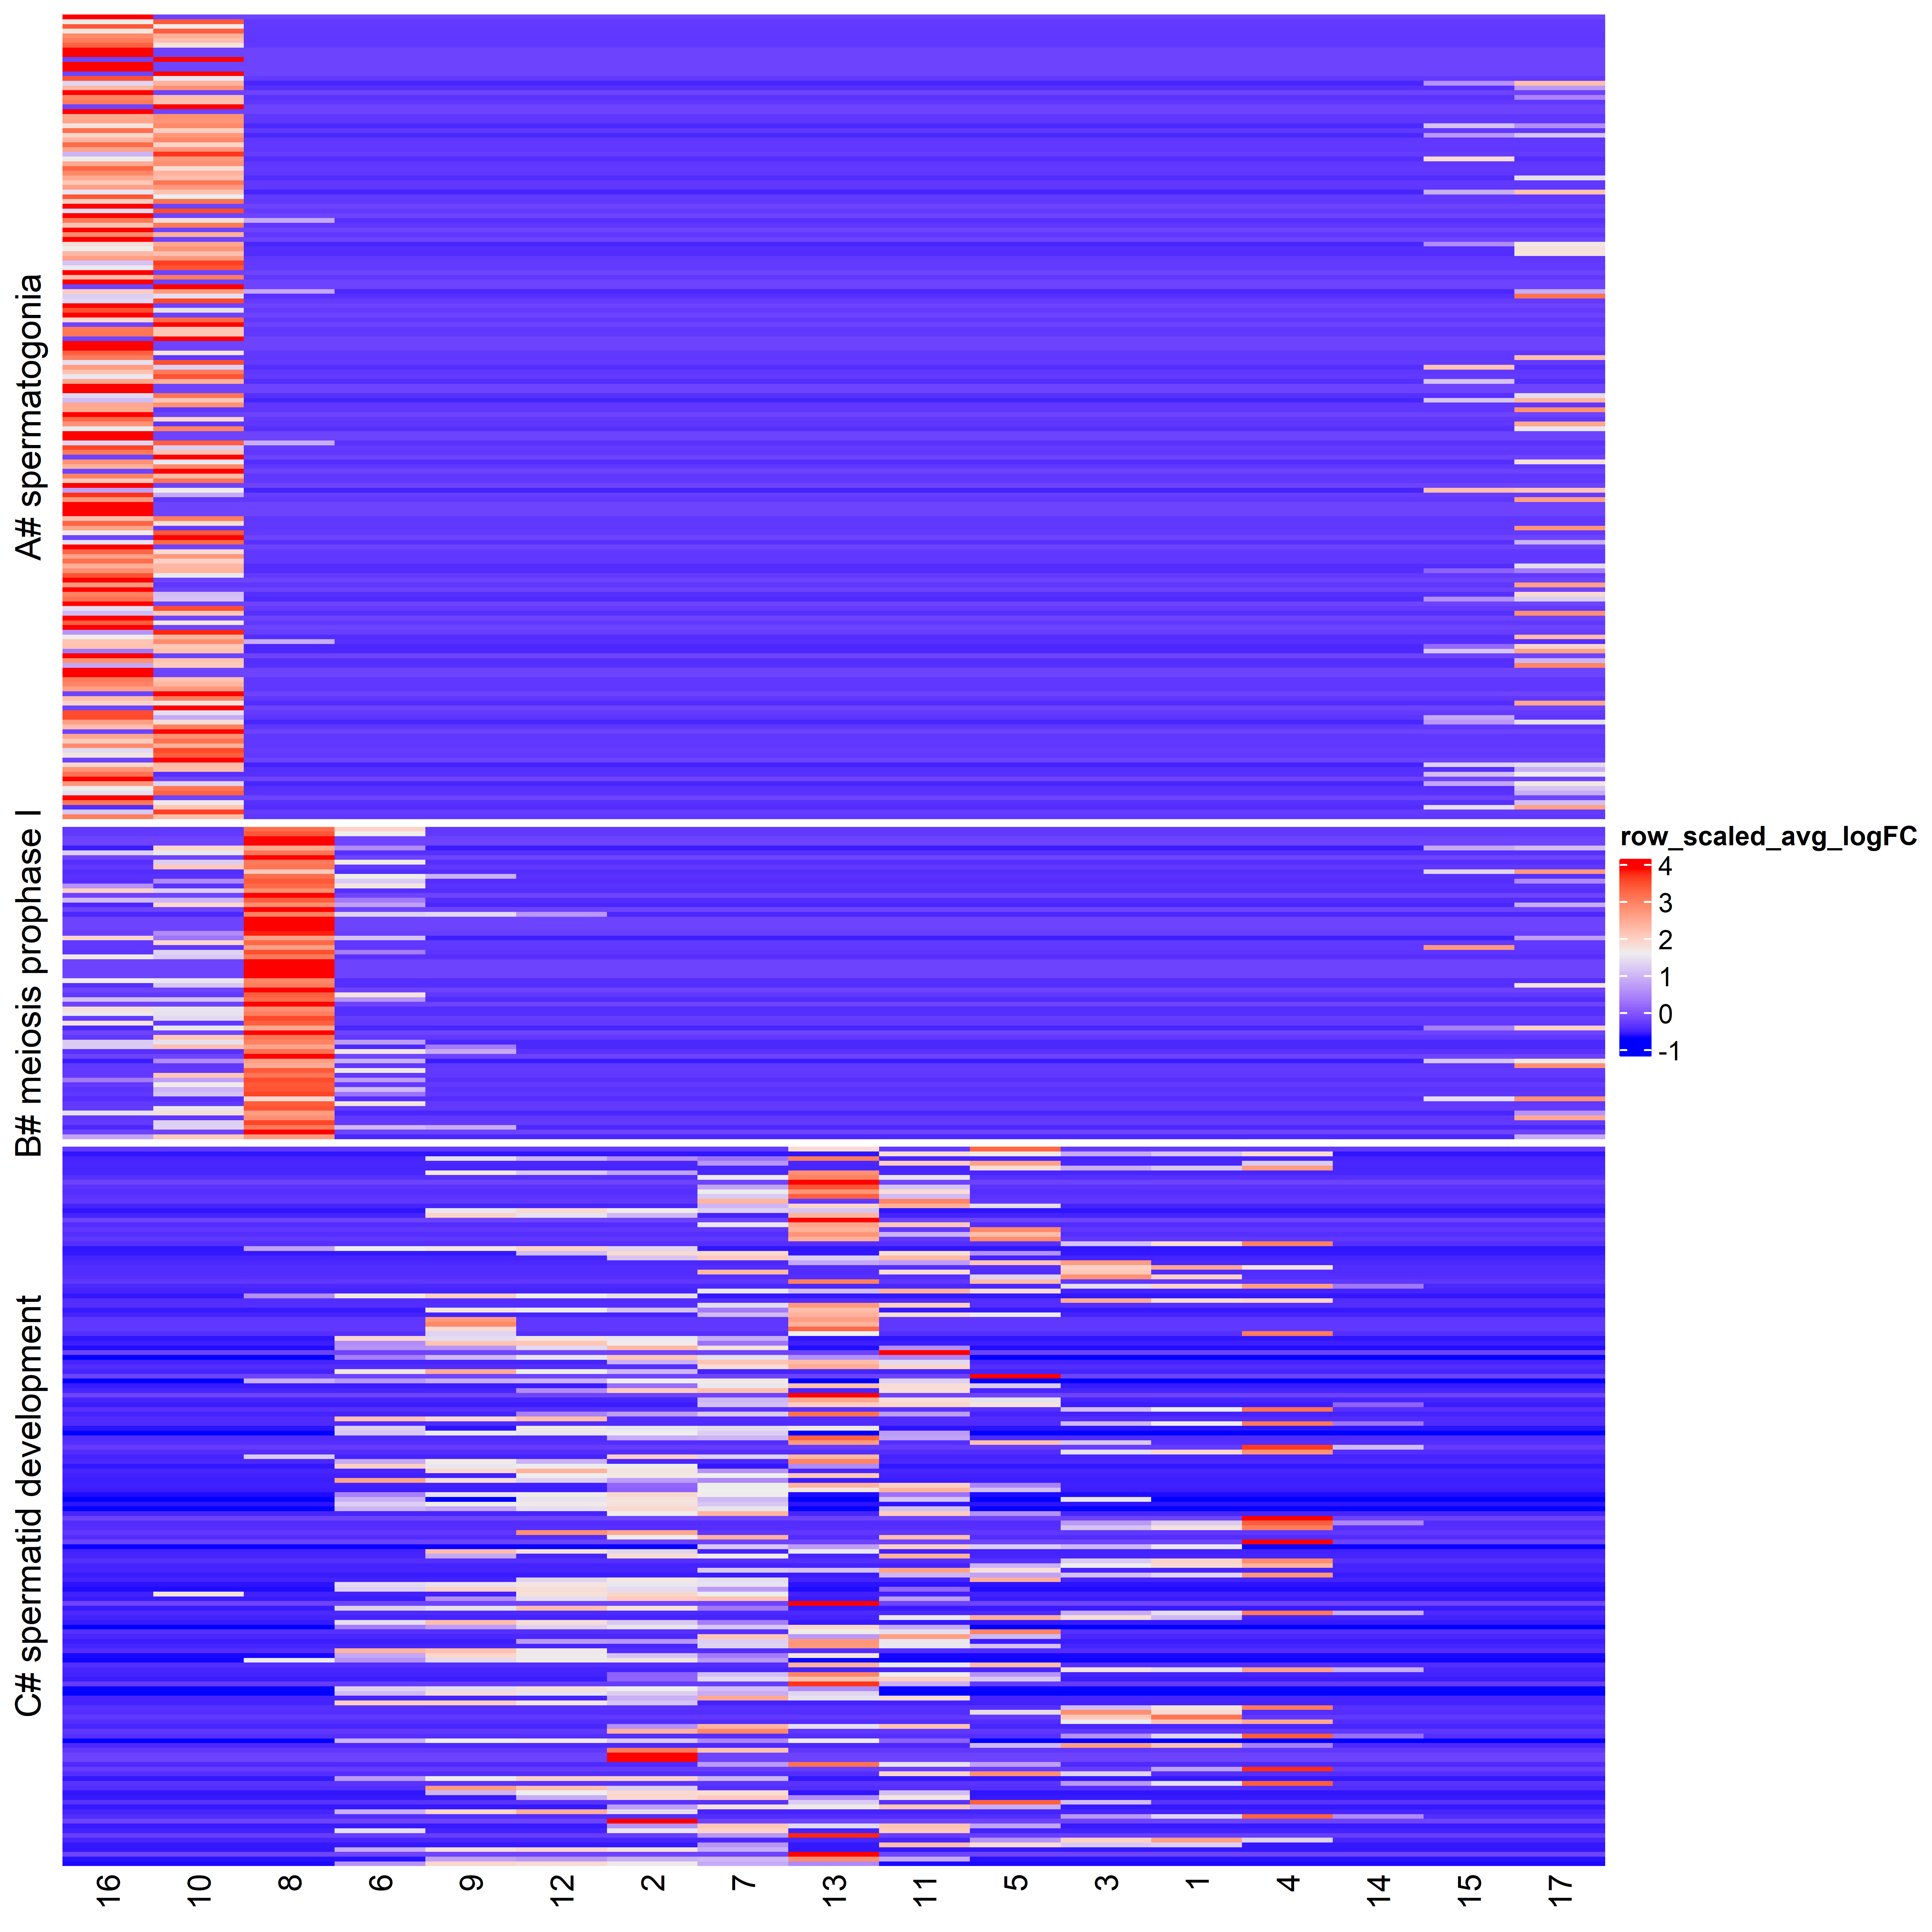 A# spermatogonia
B# meiosis prophase I
C# spermatid development
row_scaled_avg_logFC
4
3
2
1
0
-1
16 10 8 6 9 12 2 7 13 11 5 3 1 4 14 15 17